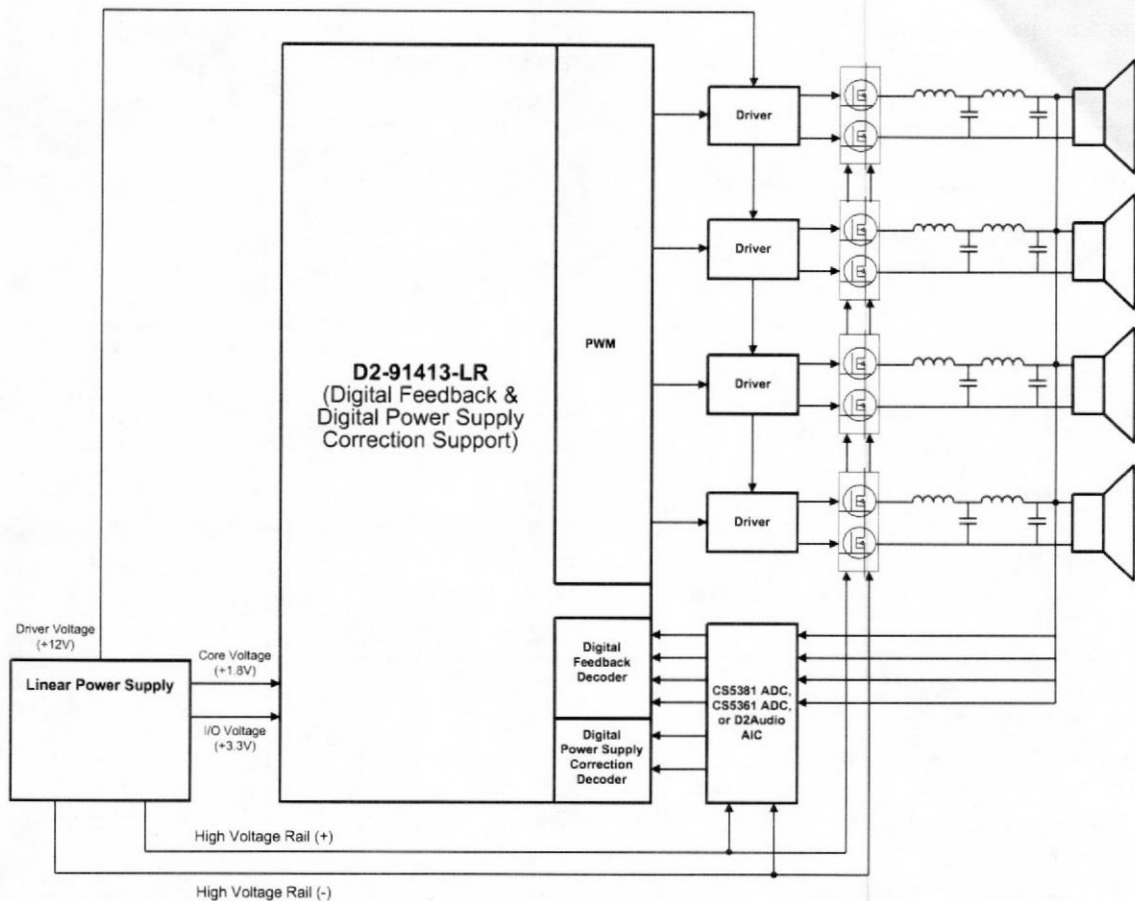 Driver
Driver
PWM
D2-91413-LR
(Digital Feedback &
Digital Power Supply
Correction Support)
Driver
Driver
Driver Voltage
(+12V)
Linear Power Supply
Core Voltage
(+1.8V)
I/O Voltage
(+3.3V)
Digital
Feedback
Decoder
Digital
Power Supply
Correction
Decoder
CS5381 ADC,
CS5361 ADC,
or D2Audio
AIC
High Voltage Rail (+)
High Voltage Rail (-)